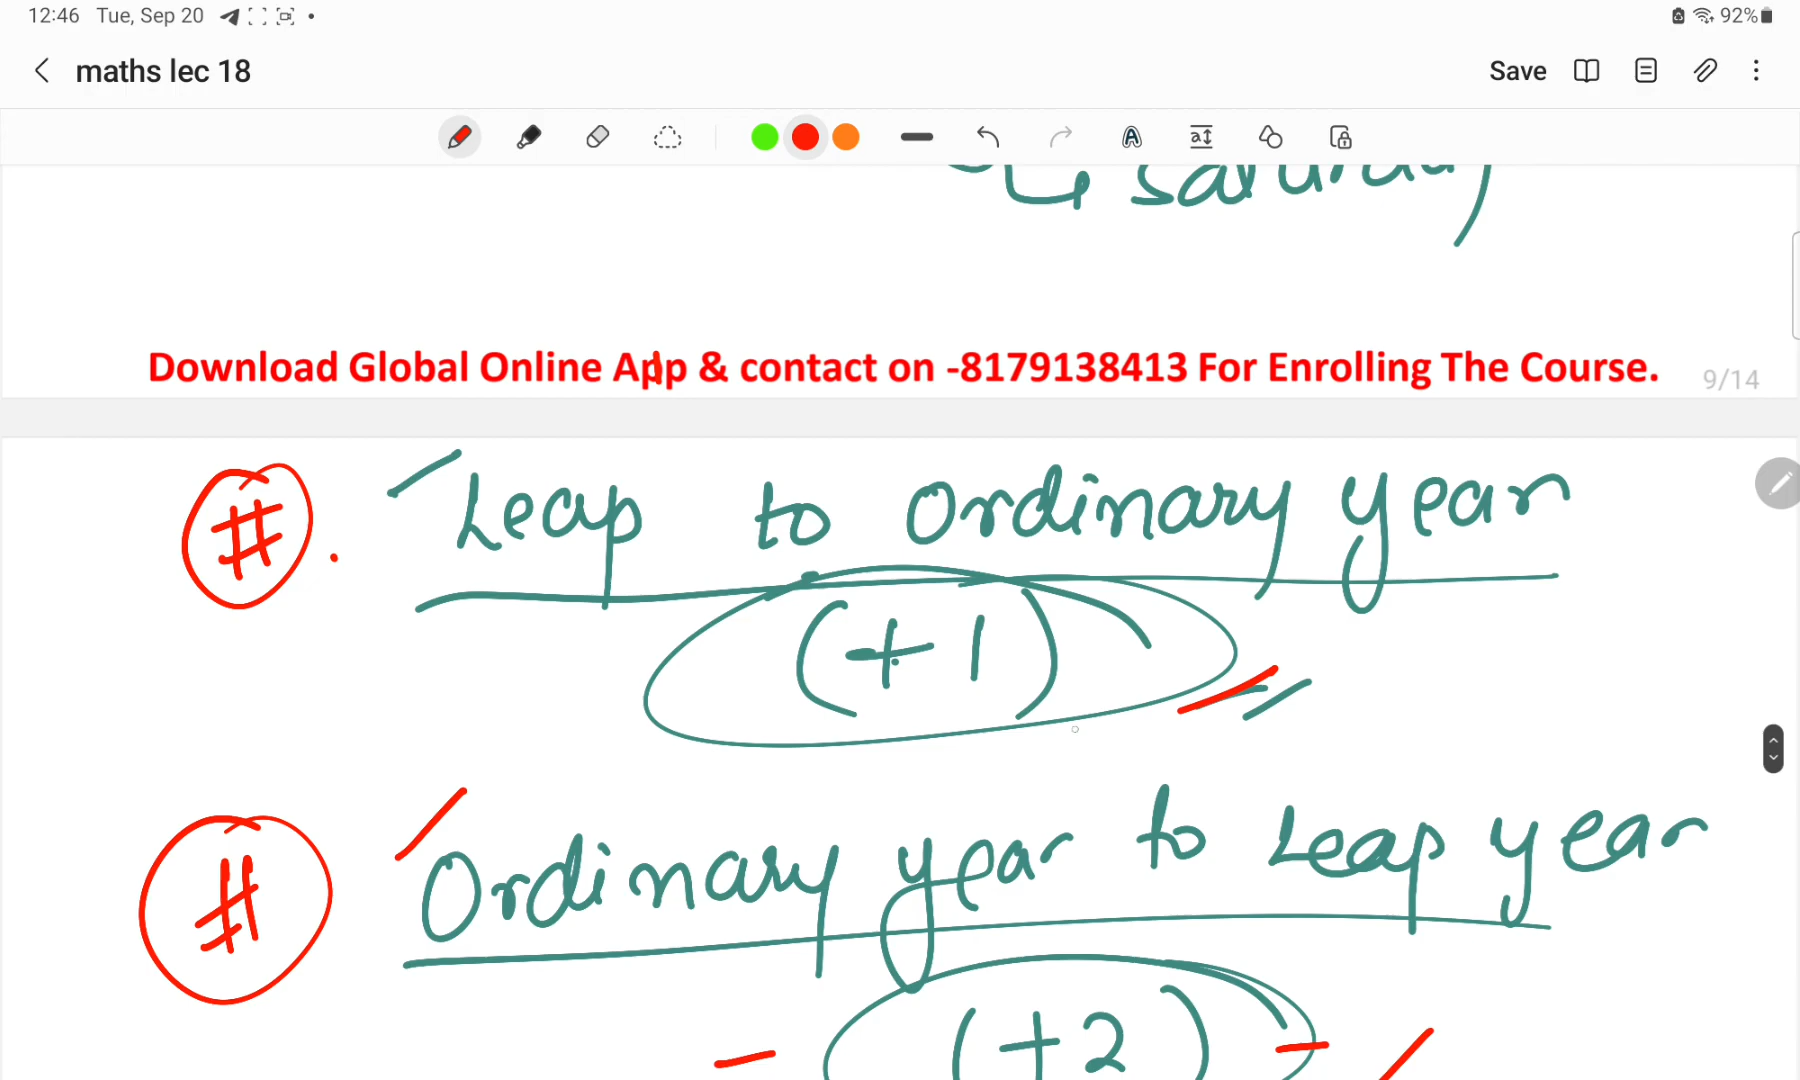 12:46 Tue, Sep 20
92%
maths lec 18
Save
saturday
Download Global Online App & contact on -8179138413 For Enrolling The Course.
9/14
#. Leap to ordinary year
(+1)
# Ordinary year to Leap year
(+2)